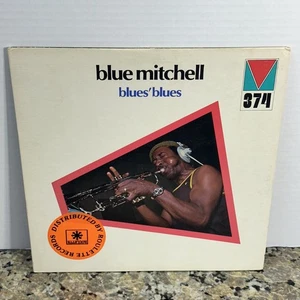 blue mitchell
blues' blues
374
DISTRIBUTED BY ROULETTE RECORDS